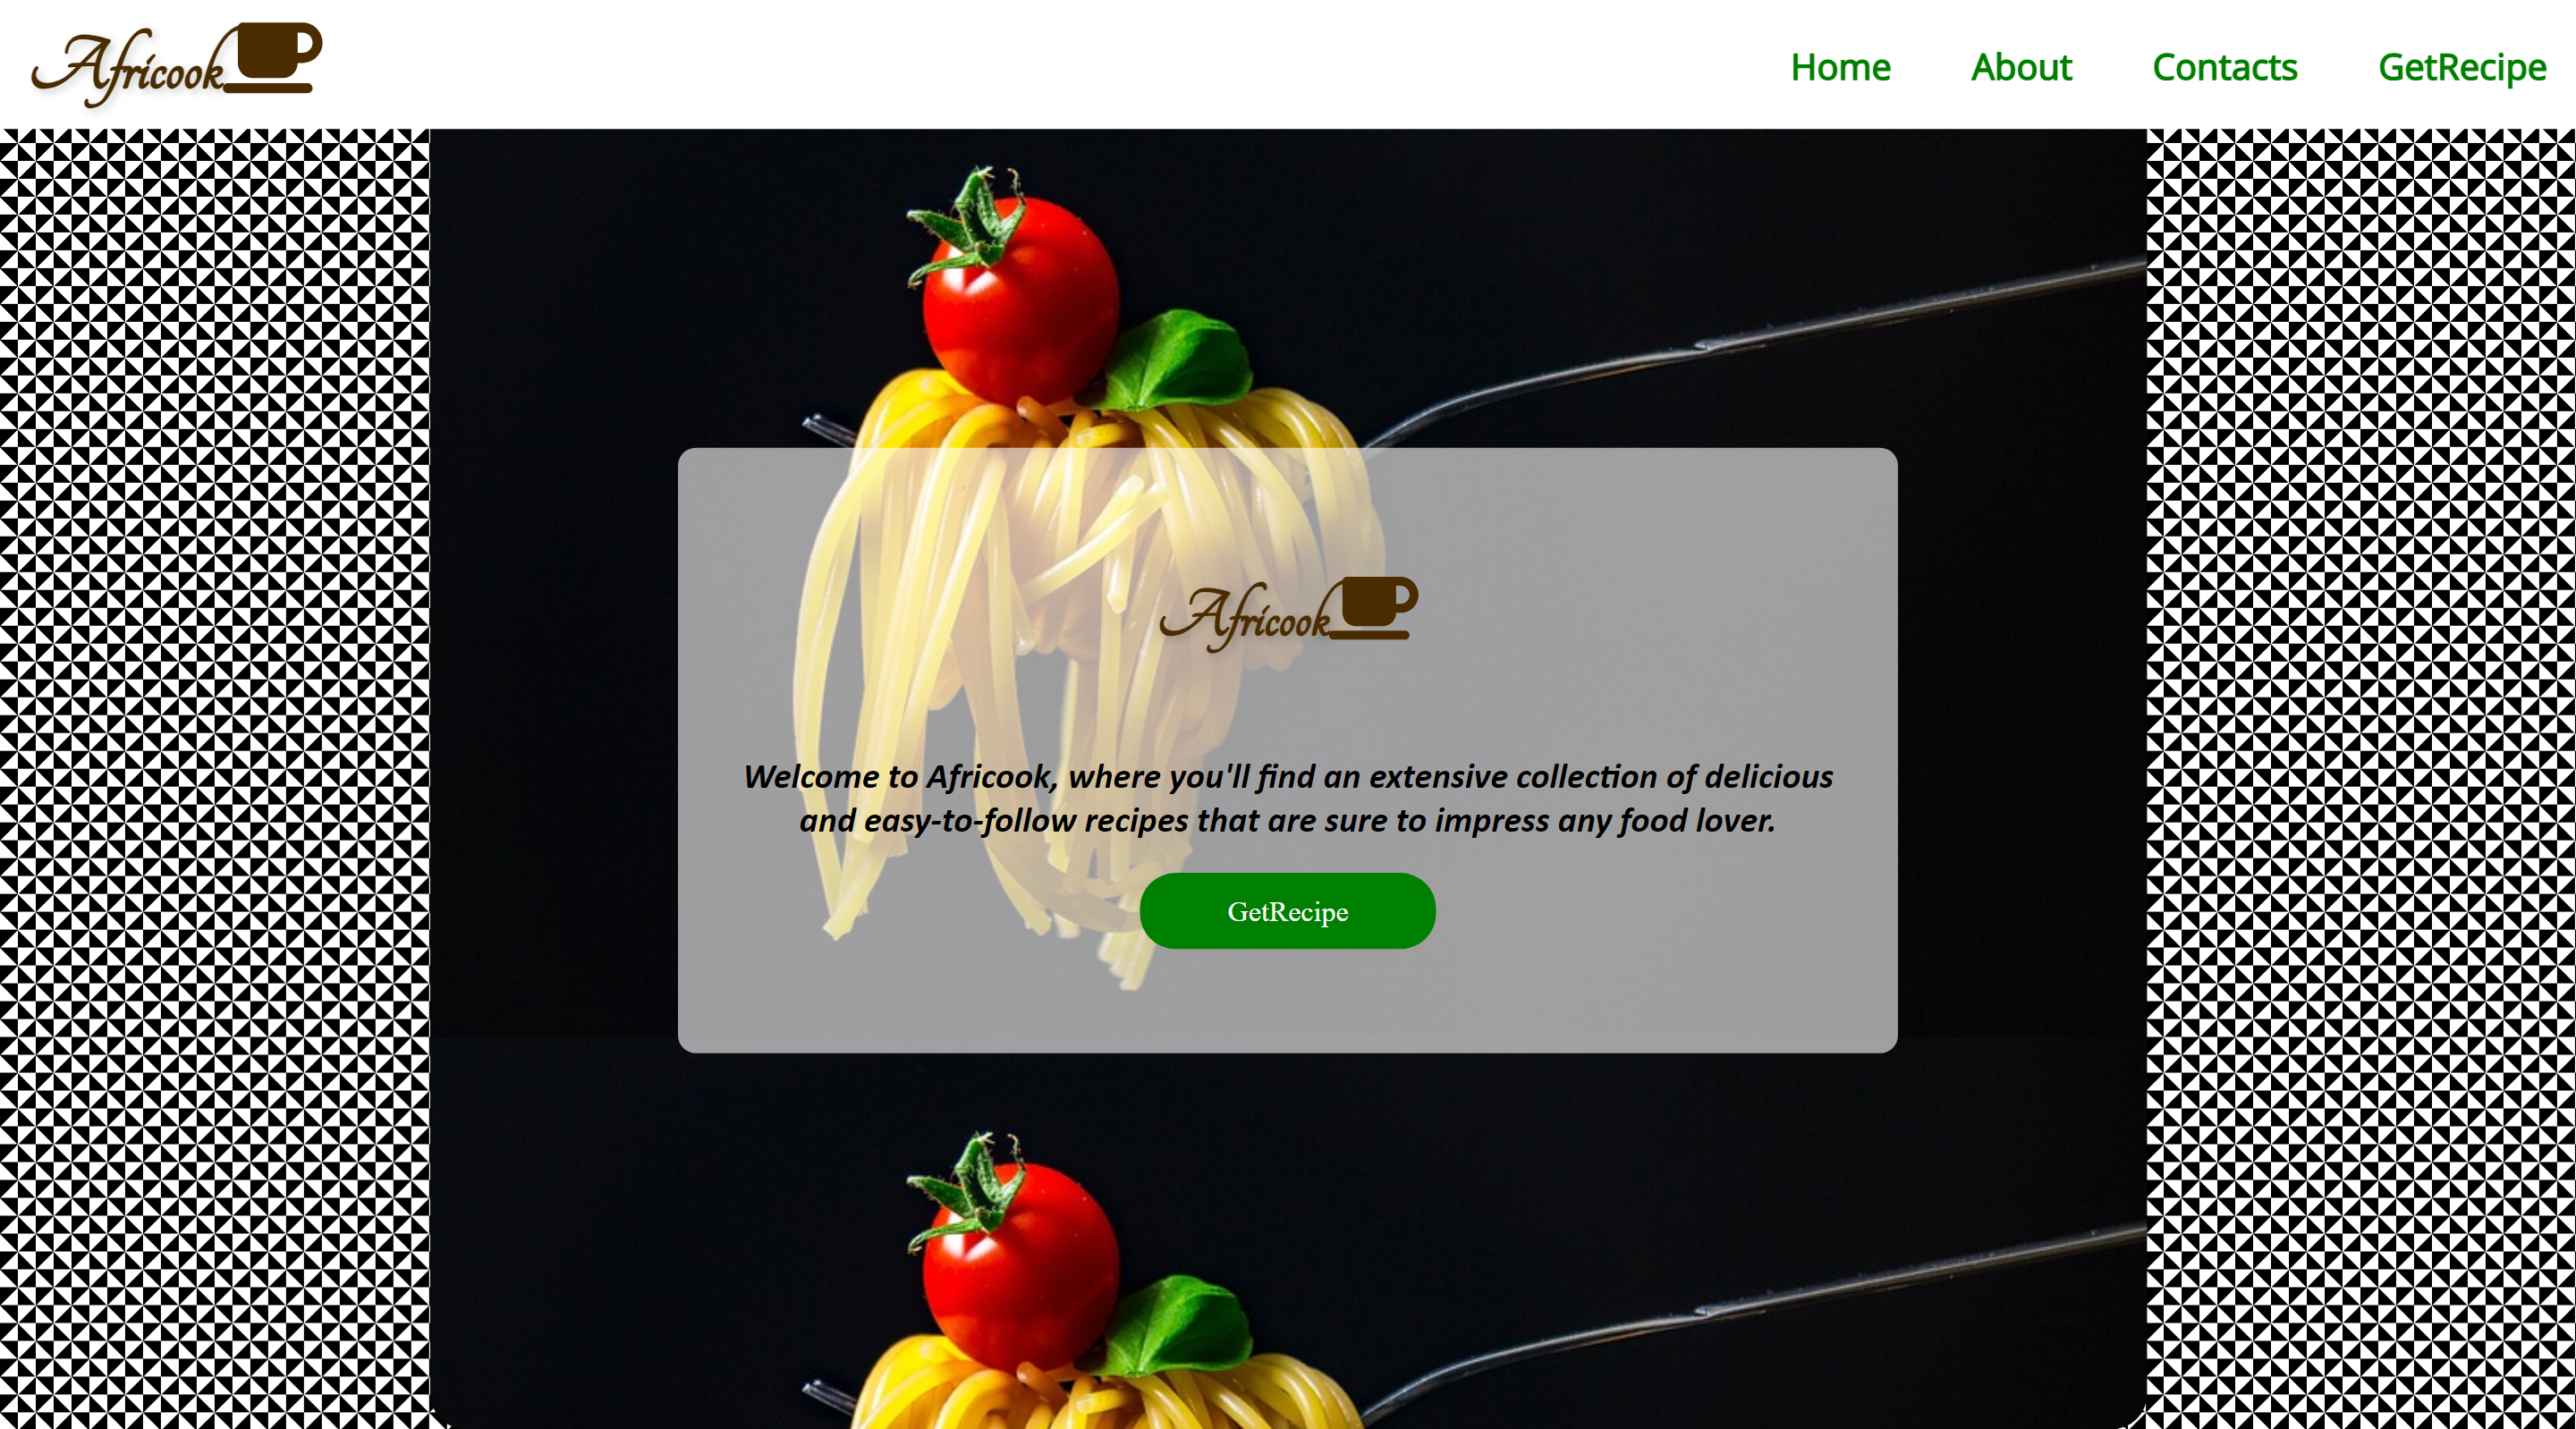 Africook
Home About Contacts GetRecipe
Africook
Welcome to Africook, where you'll find an extensive collection of delicious
and easy-to-follow recipes that are sure to impress any food lover.
GetRecipe